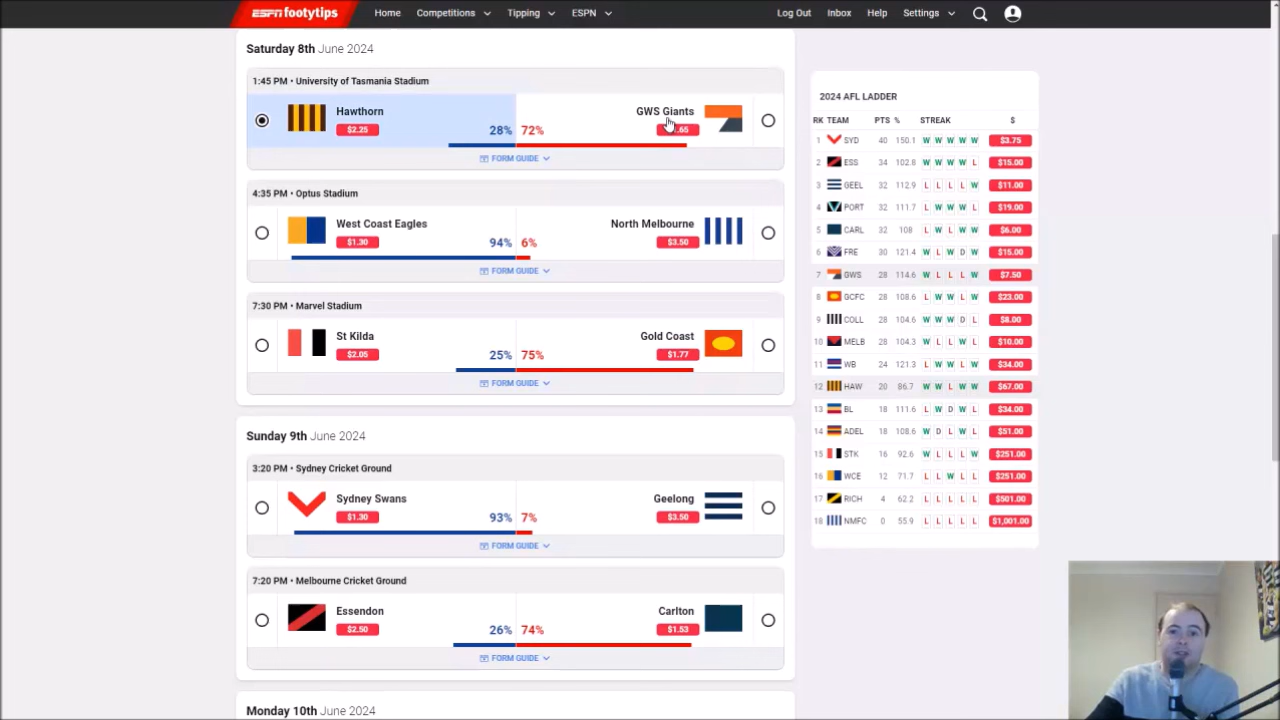 ESPN footytips Home Competitions Tipping ESPN Log Out Inbox Help Settings
Saturday 8th June 2024
1:45 PM • University of Tasmania Stadium
Hawthorn
$2.25
28% 72%
GWS Giants
.65
FORM GUIDE
4:35 PM • Optus Stadium
West Coast Eagles
$1.30
94% 6%
North Melbourne
$3.50
FORM GUIDE
7:30 PM • Marvel Stadium
St Kilda
$2.05
25% 75%
Gold Coast
$1.77
FORM GUIDE
Sunday 9th June 2024
3:20 PM • Sydney Cricket Ground
Sydney Swans
$1.30
93% 7%
Geelong
$3.50
FORM GUIDE
7:20 PM • Melbourne Cricket Ground
Essendon
$2.50
26% 74%
Carlton
$1.53
FORM GUIDE
Monday 10th June 2024
2024 AFL LADDER
RK TEAM PTS % STREAK $
1 SYD 40 150.1 W W W W W $3.75
2 ESS 34 102.8 W W W W L $15.00
3 GEEL 32 112.9 L L L L W $11.00
4 PORT 32 111.7 L W W W L $19.00
5 CARL 32 108 L W L W W $6.00
6 FRE 30 121.4 W L W D W $15.00
7 GWS 28 114.6 W L L L W $7.50
8 GCFC 28 108.6 L W W L W $23.00
9 COLL 28 104.6 W W W D L $8.00
10 MELB 28 104.3 W L L W L $10.00
11 WB 24 121.3 L W W L W $34.00
12 HAW 20 86.7 W W L W W $67.00
13 BL 18 111.6 L W D W L $34.00
14 ADEL 18 108.6 W D L W L $51.00
15 STK 16 92.6 W L L L W $251.00
16 WCE 12 71.7 L L W L L $251.00
17 RICH 4 62.2 L L L L L $501.00
18 NMFC 0 55.9 L L L L L $1,001.00